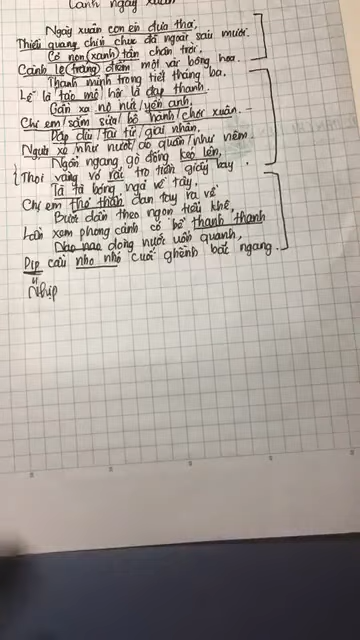 Cảnh ngày xuân
Ngày xuân con én đưa thoi,
Thiều quang chín chục đã ngoài sáu mươi.
Cỏ non (xanh) tận chân trời.
Cành lê (trắng) điểm một vài bông hoa.
Thanh minh trong tiết tháng ba,
Lễ là tảo mộ, hội là đạp thanh.
Gần xa nô nức / yến anh,
Chị em / sắm sửa / bộ hành / chơi xuân.
Dập dìu / tài tử / giai nhân,
Ngựa xe / như nước / áo quần / như nêm.
Ngổn ngang gò đống kéo lên,
Thoi vàng vó rắc tro tiền giấy bay.
Tà tà bóng ngả về tây,
Chị em thơ thẩn dan tay ra về
Bước dần theo ngọn tiểu khê,
Lần xem phong cảnh có bề thanh thanh
Nao nao dòng nước uốn quanh,
Dịp cầu nho nhỏ cuối ghềnh bắc ngang.
Nhịp